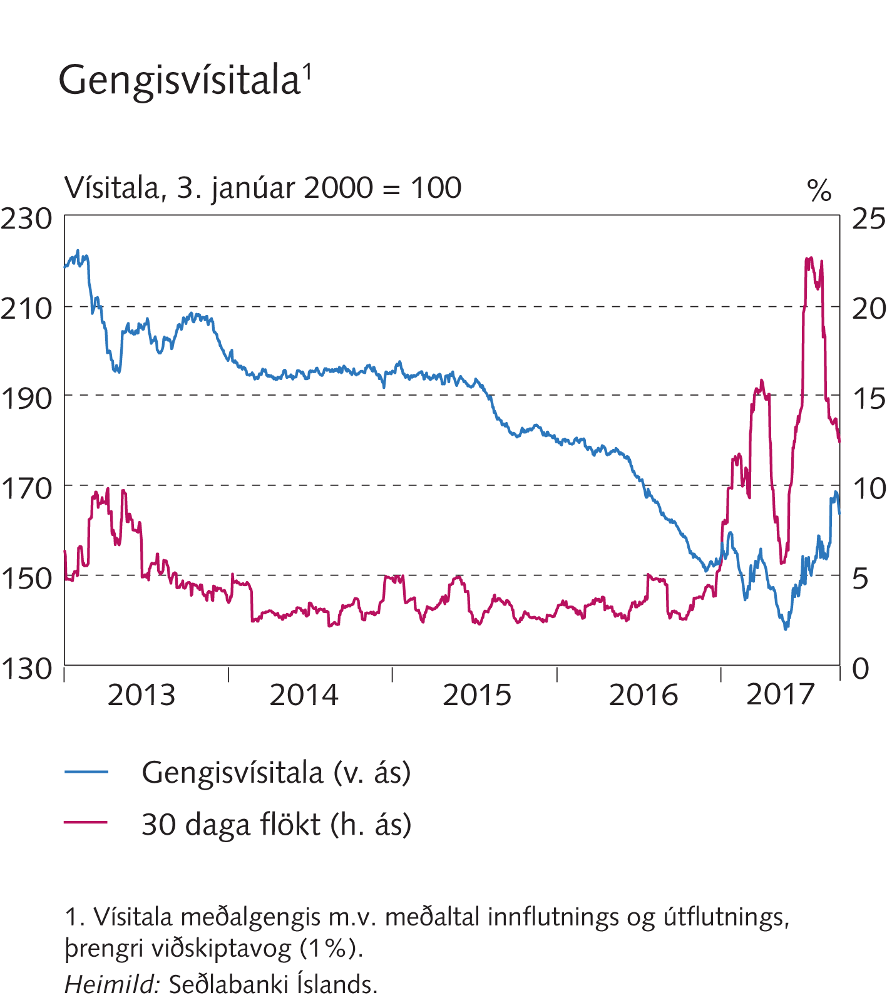 Gengisvísitala¹
Vísitala, 3. janúar 2000 = 100
%
230
25
210
20
190
15
170
10
150
5
130
0
2013
2014
2015
2016
2017
Gengisvísitala (v. ás)
30 daga flökt (h. ás)
1. Vísitala meðalgengis m.v. meðaltal innflutnings og útflutnings,
þrengri viðskiptavog (1%).
Heimild: Seðlabanki Íslands.